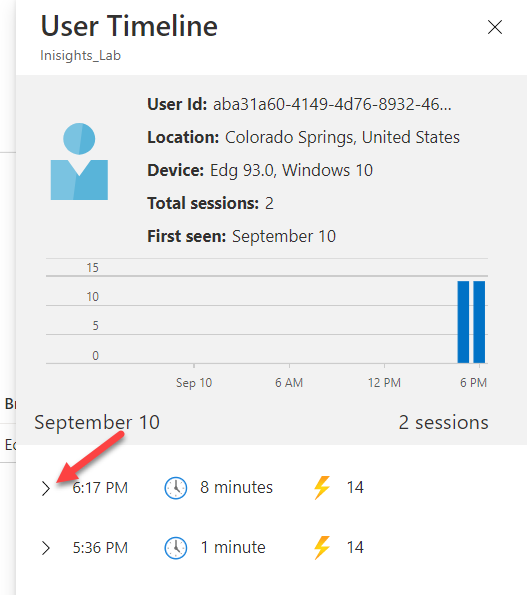 User Timeline
Inisights_Lab
User Id: aba31a60-4149-4d76-8932-46...
Location: Colorado Springs, United States
Device: Edg 93.0, Windows 10
Total sessions: 2
First seen: September 10
15
10
5
0
Sep 10 6 AM 12 PM 6 PM
Br
September 10 2 sessions
Ed
6:17 PM 8 minutes 14
5:36 PM 1 minute 14